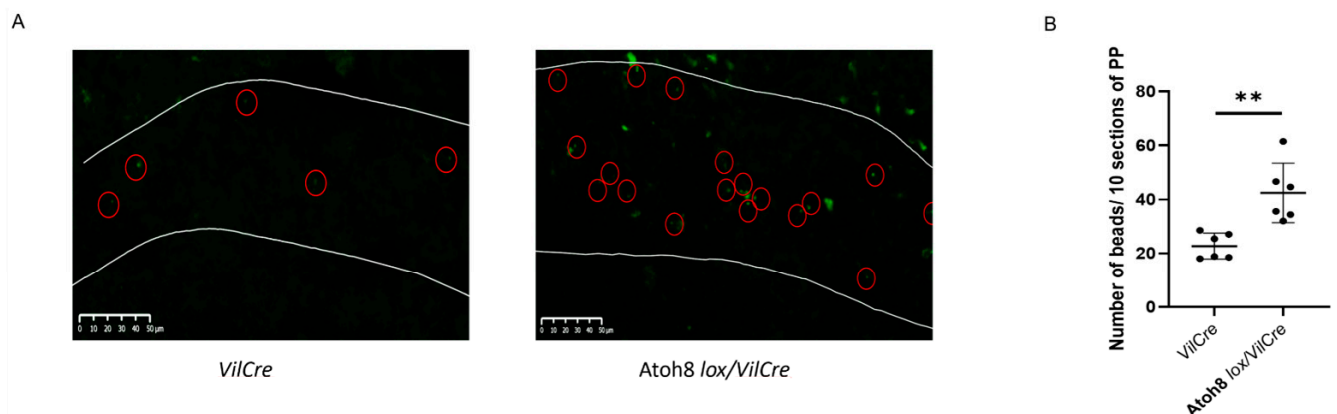 A
B
0 10 20 30 40 50 µm
0 10 20 30 40 50 µm
VilCre
Atoh8 lox/VilCre
Number of beads/ 10 sections of PP
80
60
40
20
0
**
VilCre
Atoh8 lox/VilCre